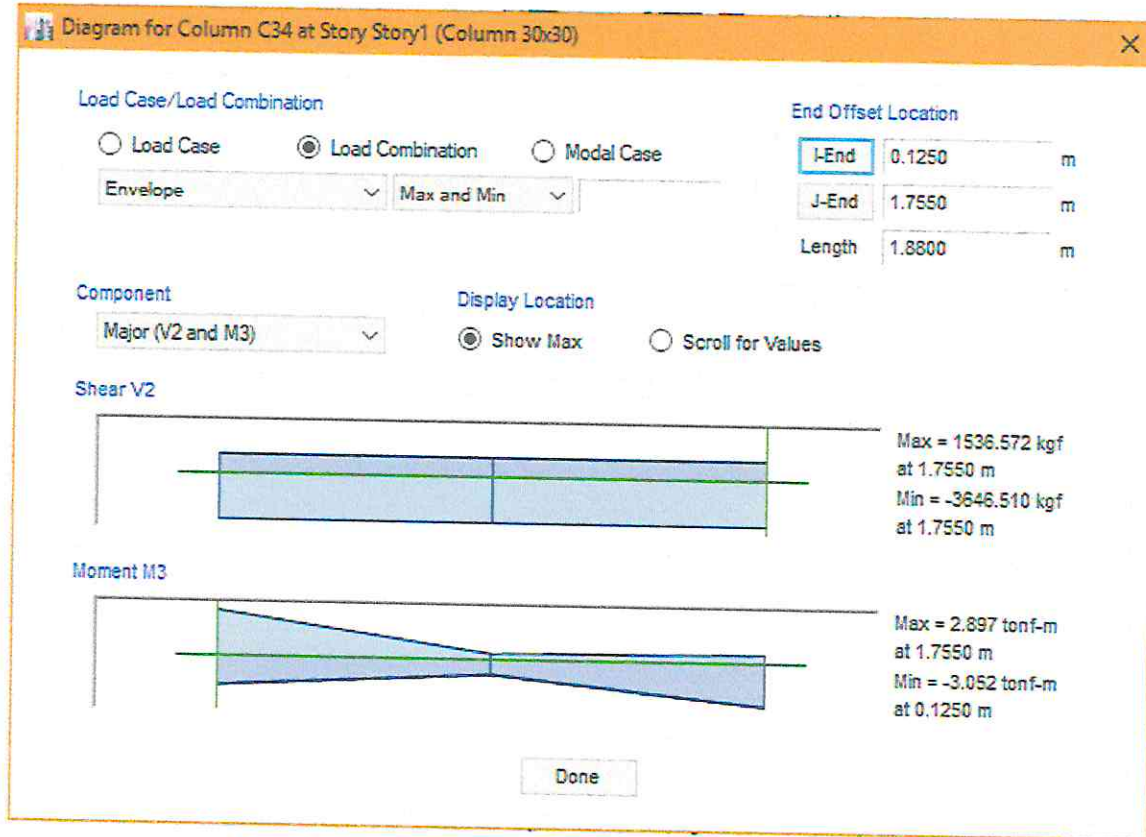 Diagram for Column C34 at Story Story1 (Column 30x30)
Load Case/Load Combination
Load Case
Load Combination
Modal Case
Envelope
Max and Min
End Offset Location
I-End 0.1250 m
J-End 1.7550 m
Length 1.8800 m
Component
Major (V2 and M3)
Display Location
Show Max
Scroll for Values
Shear V2
Max = 1536.572 kgf
at 1.7550 m
Min = -3646.510 kgf
at 1.7550 m
Moment M3
Max = 2.897 tonf-m
at 1.7550 m
Min = -3.052 tonf-m
at 0.1250 m
Done